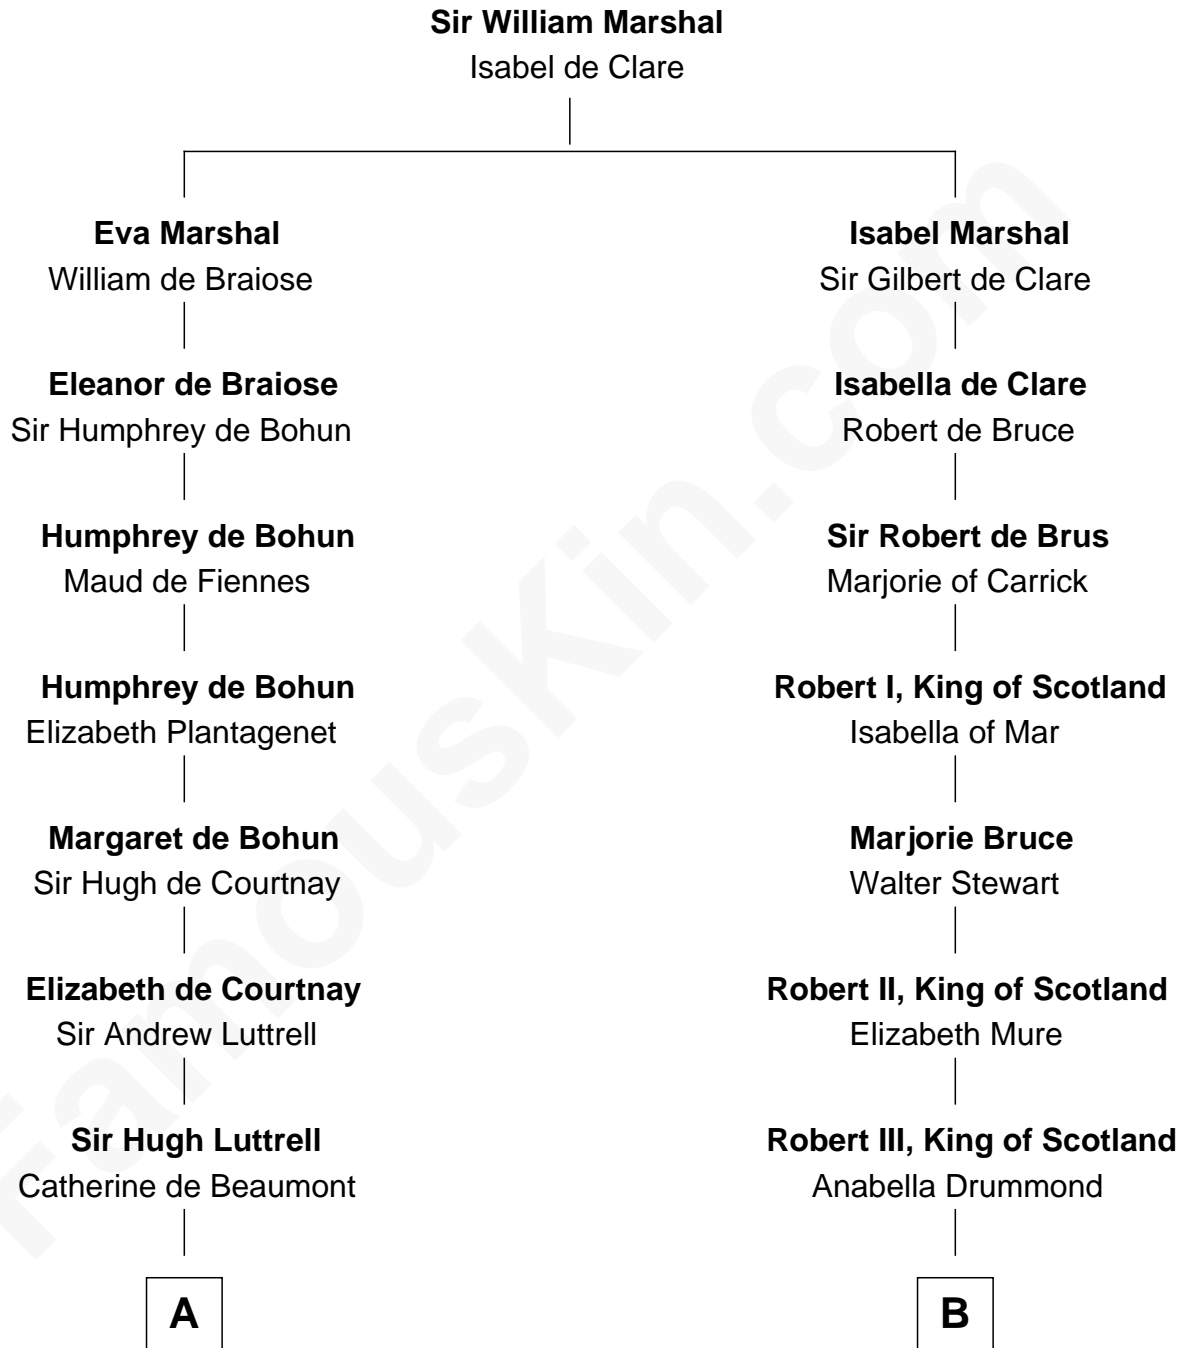 Sir William Marshal
Isabel de Clare
Eva Marshal
William de Braiose
Isabel Marshal
Sir Gilbert de Clare
Eleanor de Braiose
Sir Humphrey de Bohun
Isabella de Clare
Robert de Bruce
Humphrey de Bohun
Maud de Fiennes
Sir Robert de Brus
Marjorie of Carrick
Humphrey de Bohun
Elizabeth Plantagenet
Robert I, King of Scotland
Isabella of Mar
Margaret de Bohun
Sir Hugh de Courtnay
Marjorie Bruce
Walter Stewart
Elizabeth de Courtnay
Sir Andrew Luttrell
Robert II, King of Scotland
Elizabeth Mure
Sir Hugh Luttrell
Catherine de Beaumont
Robert III, King of Scotland
Anabella Drummond
A
B
FamousKin.com